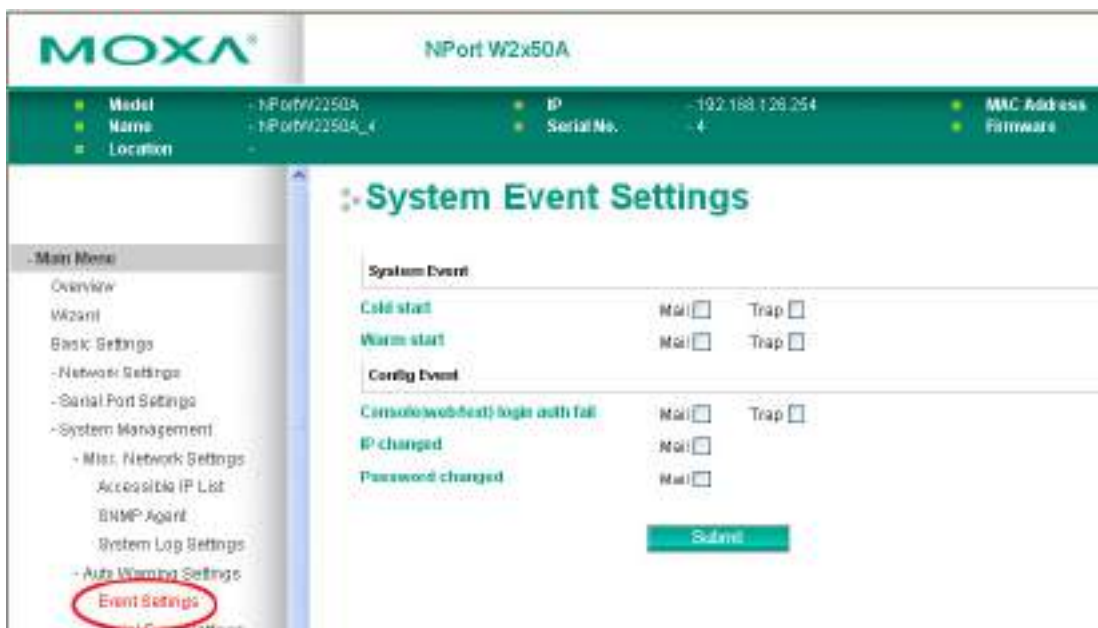 MOXA®
NPort W2x50A
Model - NPortW2250A IP - 192.168.126.254 MAC Address
Name - NPortW2250A_4 Serial No. - 4 Firmware
Location -
System Event Settings
- Main Menu
Overview
Wizard
Basic Settings
- Network Settings
- Serial Port Settings
- System Management
- Misc. Network Settings
Accessible IP List
SNMP Agent
System Log Settings
- Auto Warning Settings
Event Settings
System Event
Cold start Mail Trap
Warm start Mail Trap
Config Event
Console(web/text) login auth fail Mail Trap
IP changed Mail
Password changed Mail
Submit